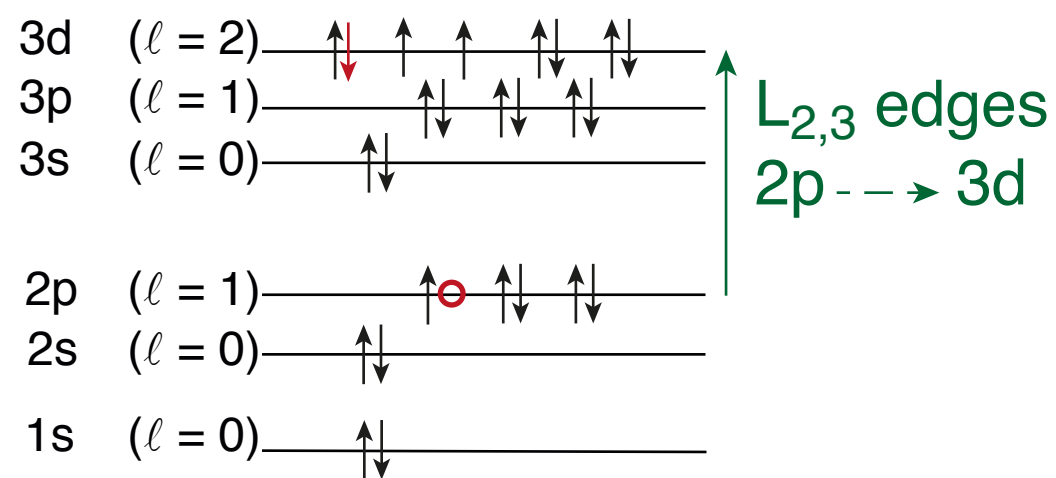 3d (ℓ = 2)
3p (ℓ = 1)
3s (ℓ = 0)
2p (ℓ = 1)
2s (ℓ = 0)
1s (ℓ = 0)
L2,3 edges
2p --→ 3d